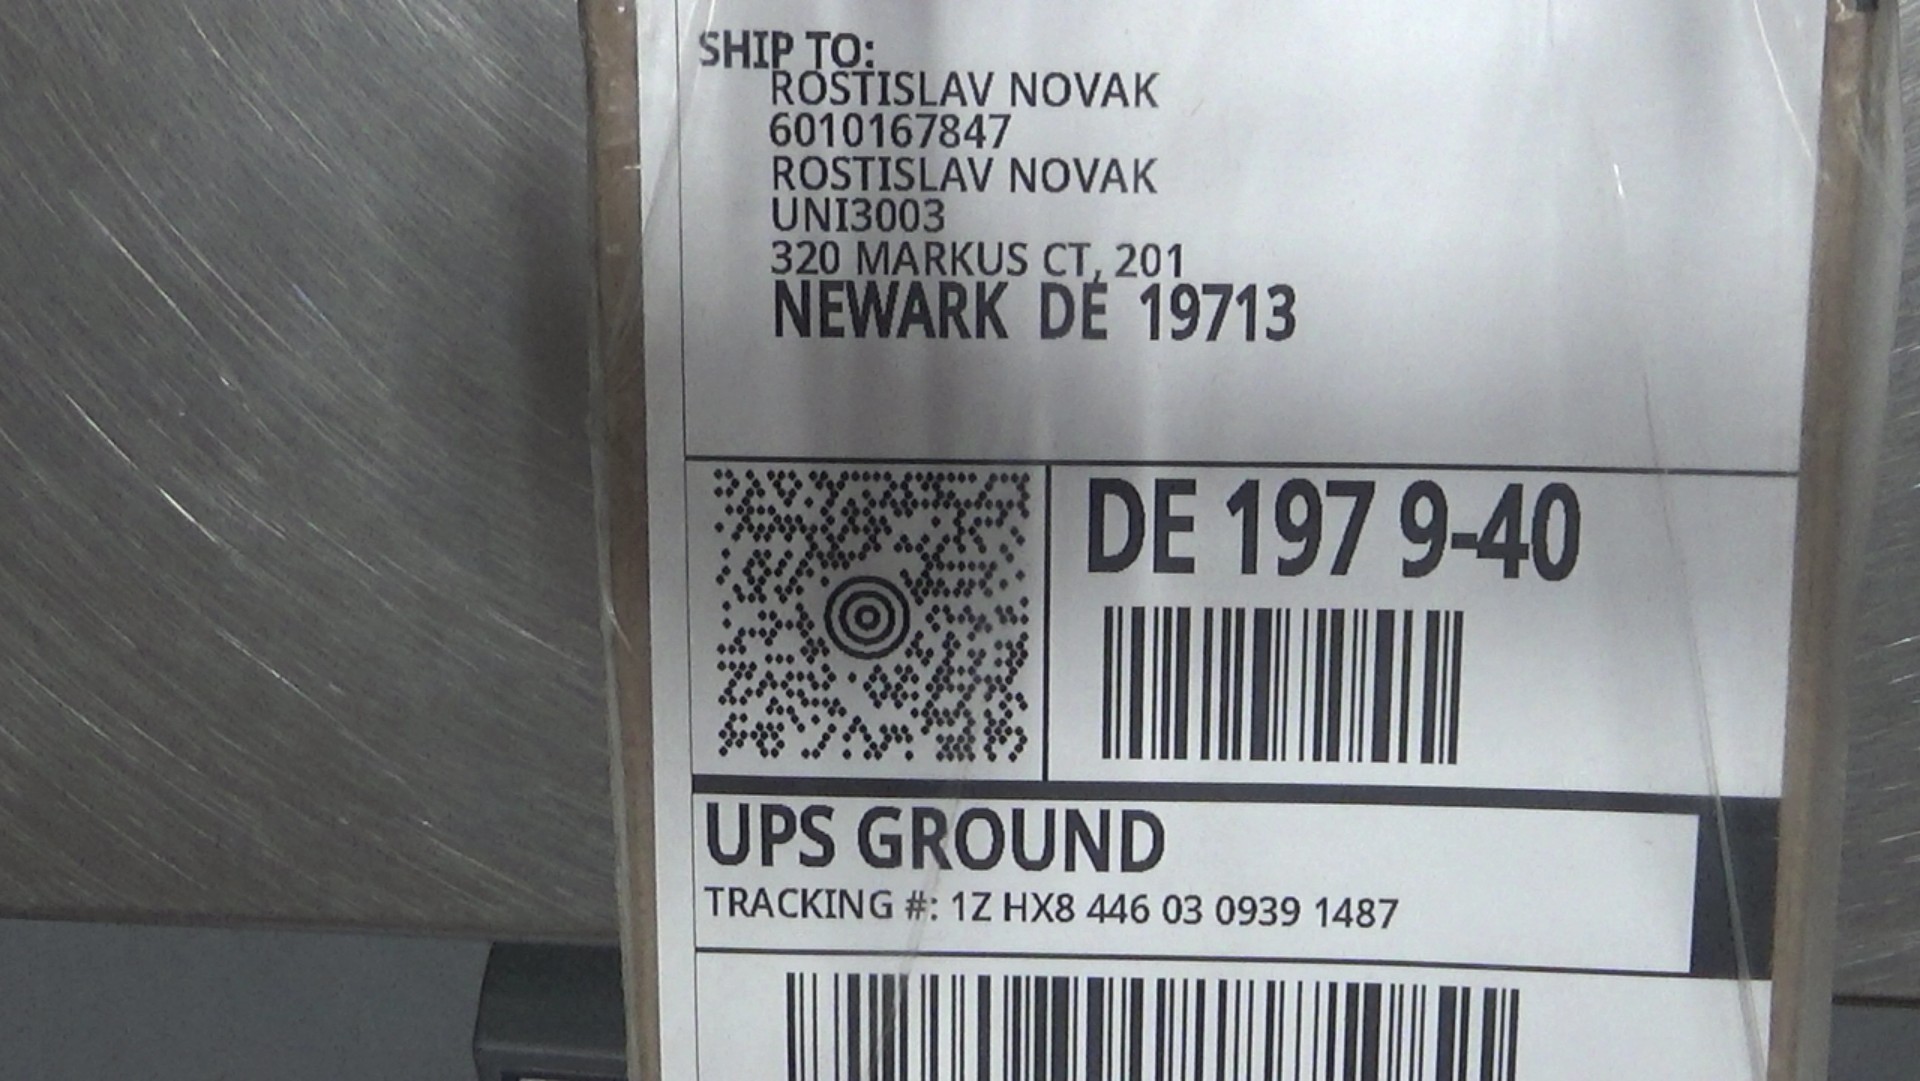 SHIP TO:
ROSTISLAV NOVAK
6010167847
ROSTISLAV NOVAK
UNI3003
320 MARKUS CT, 201
NEWARK DE 19713
DE 197 9-40
UPS GROUND
TRACKING #: 1Z HX8 446 03 0939 1487